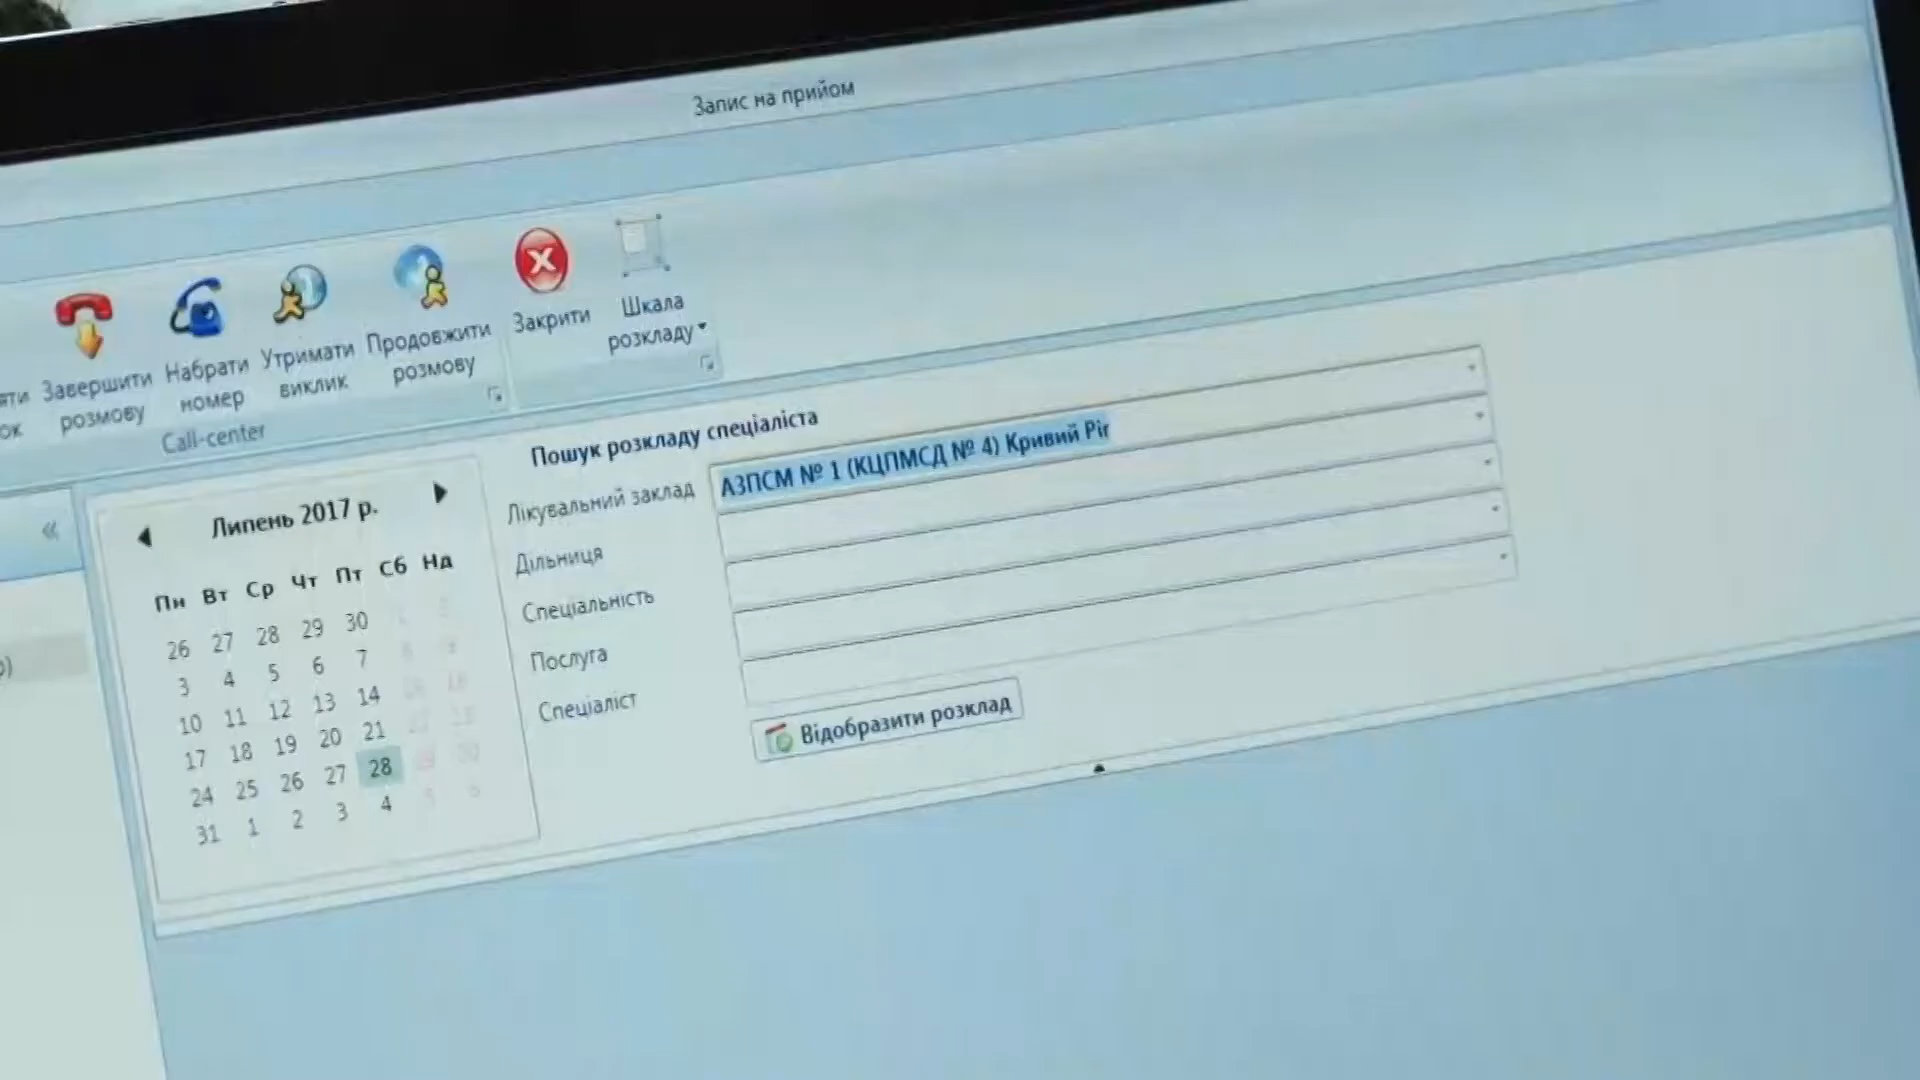 Запис на прийом
Завершити розмову
Набрати номер
Утримати виклик
Продовжити розмову
Закрити
Шкала розкладу
Call-center
Липень 2017 р.
Пн Вт Ср Чт Пт Сб Нд
26 27 28 29 30
3 4 5 6 7
10 11 12 13 14
17 18 19 20 21
24 25 26 27 28
31 1 2 3 4
Пошук розкладу спеціаліста
Лікувальний заклад АЗПСМ № 1 (КЦПМСД № 4) Кривий Ріг
Дільниця
Спеціальність
Послуга
Спеціаліст
Відобразити розклад